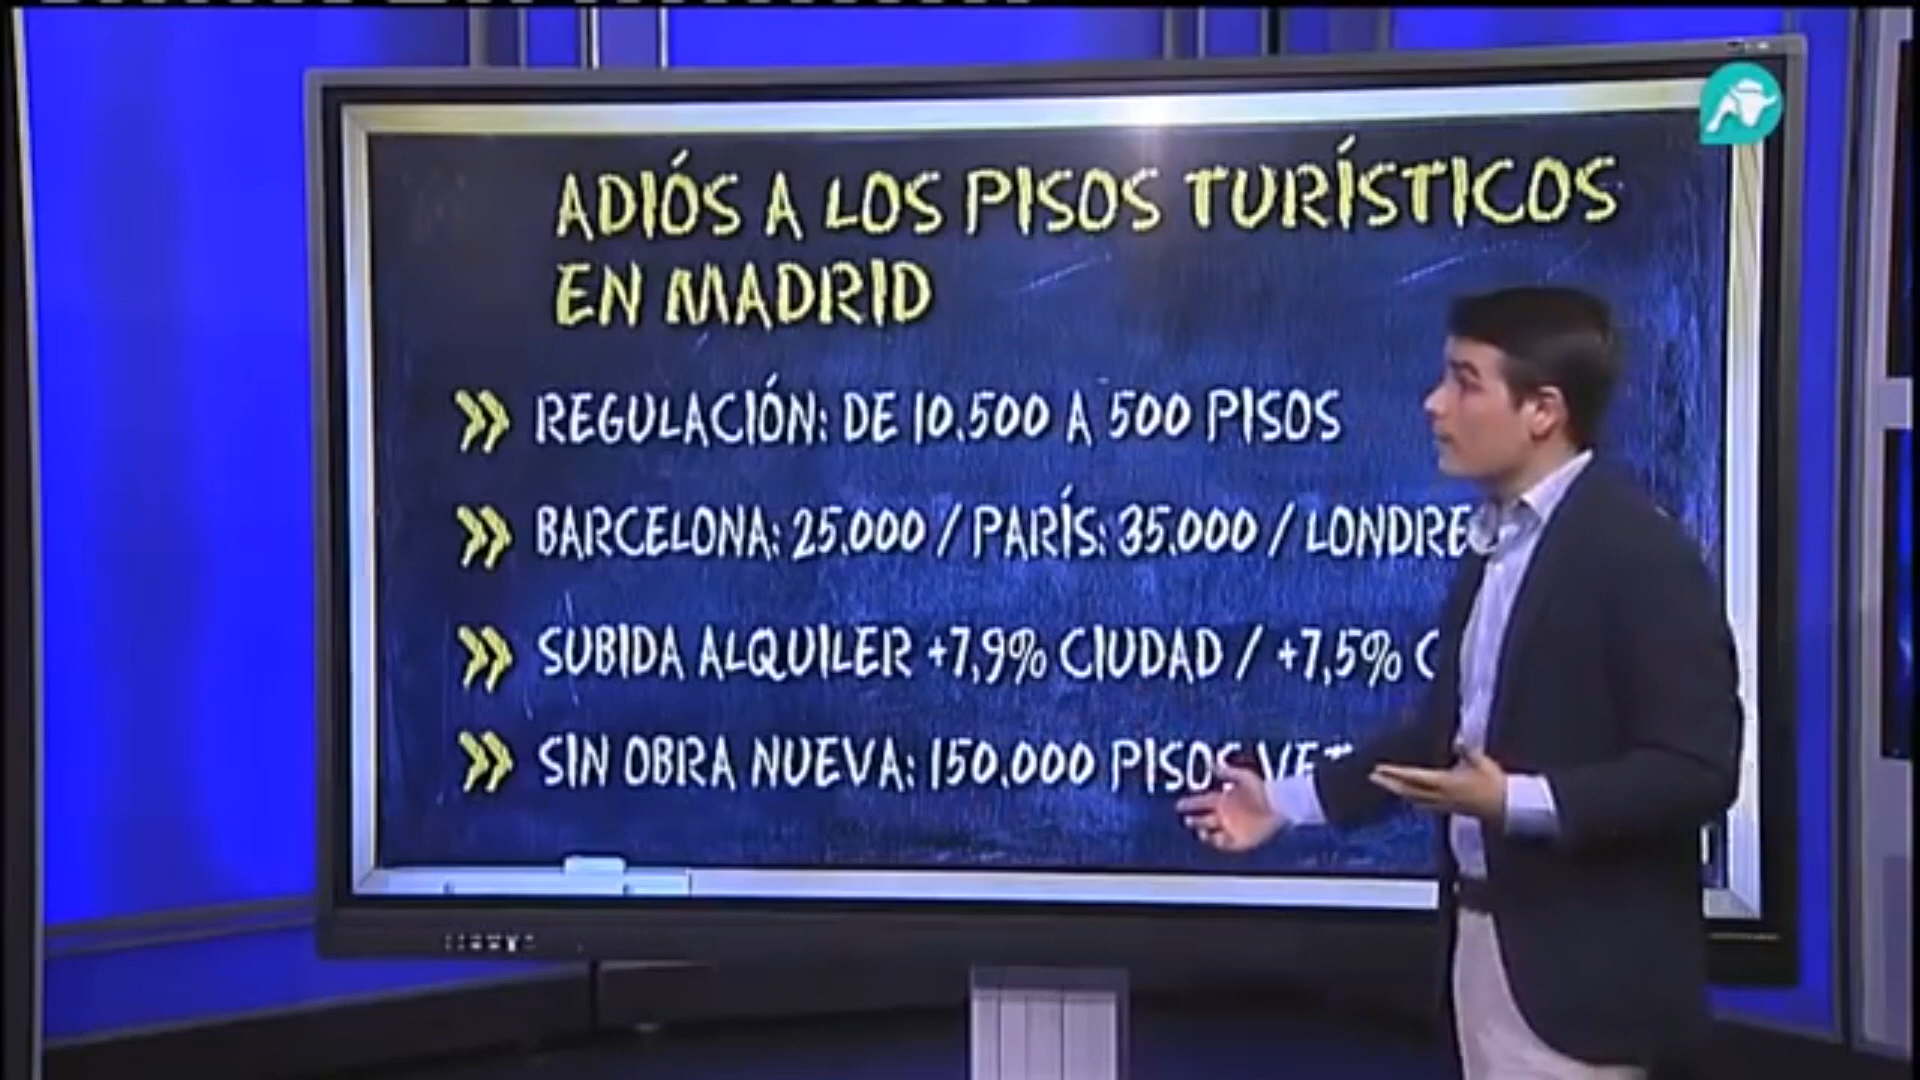 ADIÓS A LOS PISOS TURÍSTICOS
EN MADRID
» REGULACIÓN: DE 10.500 A 500 PISOS
» BARCELONA: 25.000 / PARÍS: 35.000 /
» SUBIDA ALQUILER +7,9% CIUDAD / +7,5%
» SIN OBRA NUEVA: 150.000 PISOS